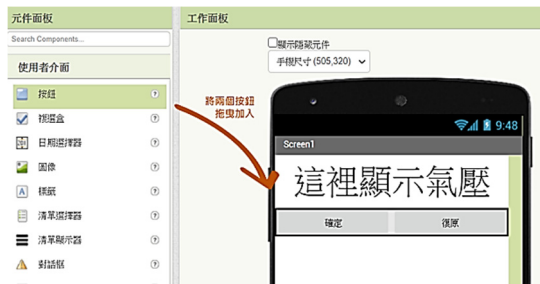 元件面板
Search Components...
使用者介面
按鈕
複選盒
日期選擇器
圖像
標籤
清單選擇器
清單顯示器
對話框
工作面板
顯示隱藏元件
手機尺寸 (505,320)
將兩個按鈕
拖曳加入
9:48
Screen1
這裡顯示氣壓
確定
復原